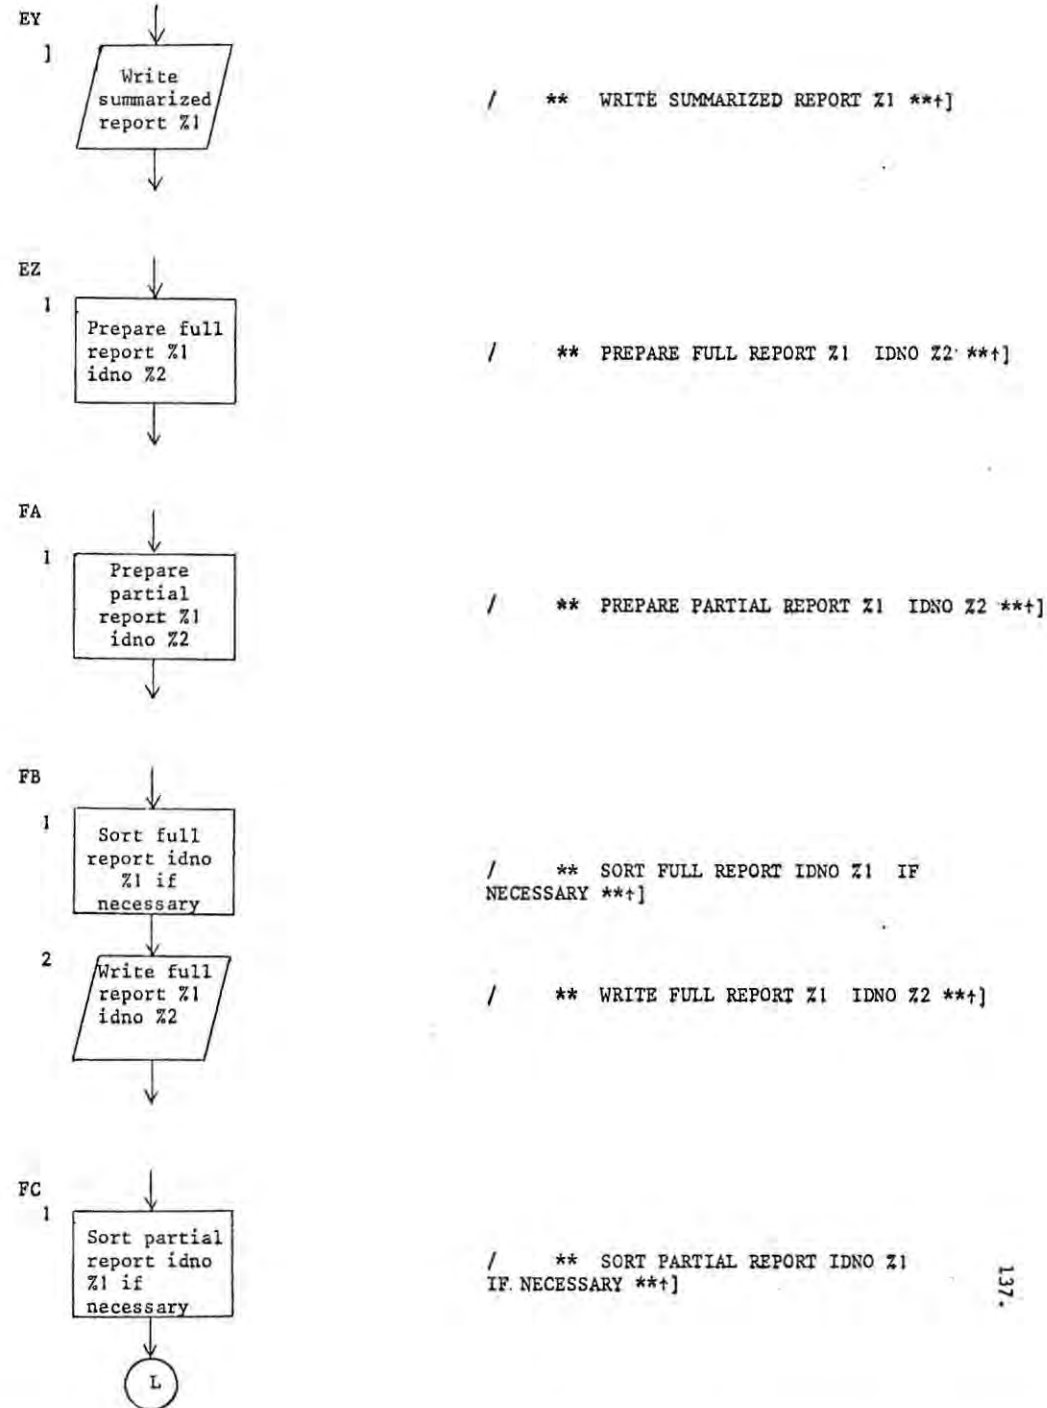 EY
1
Write
summarized
report %1
/ ** WRITE SUMMARIZED REPORT %1 **↑]
EZ
1
Prepare full
report %1
idno %2
/ ** PREPARE FULL REPORT %1 IDNO %2 **↑]
FA
1
Prepare
partial
report %1
idno %2
/ ** PREPARE PARTIAL REPORT %1 IDNO %2 **↑]
FB
1
Sort full
report idno
%1 if
necessary
/ ** SORT FULL REPORT IDNO %1 IF
NECESSARY **↑]
2
Write full
report %1
idno %2
/ ** WRITE FULL REPORT %1 IDNO %2 **↑]
FC
1
Sort partial
report idno
%1 if
necessary
/ ** SORT PARTIAL REPORT IDNO %1
IF NECESSARY **↑]
L
137.